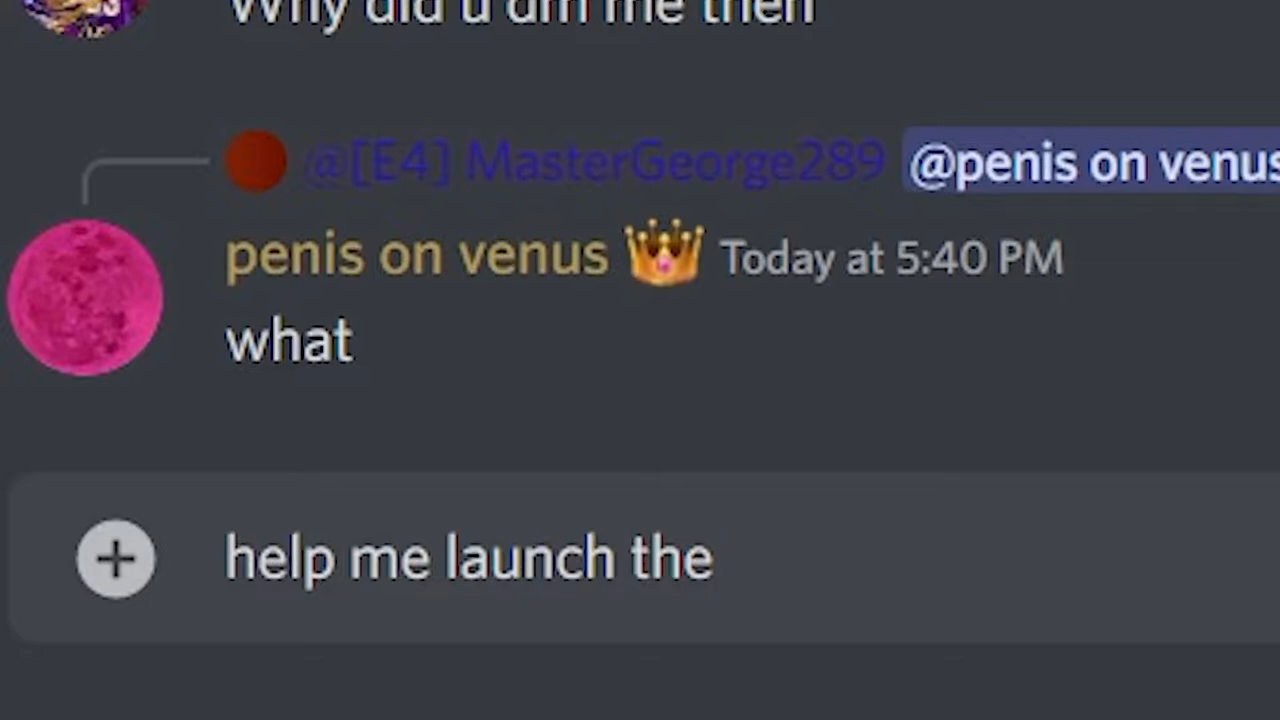 Why did u dm me then
@[E4] MasterGeorge289 @penis on venus
penis on venus Today at 5:40 PM
what
help me launch the